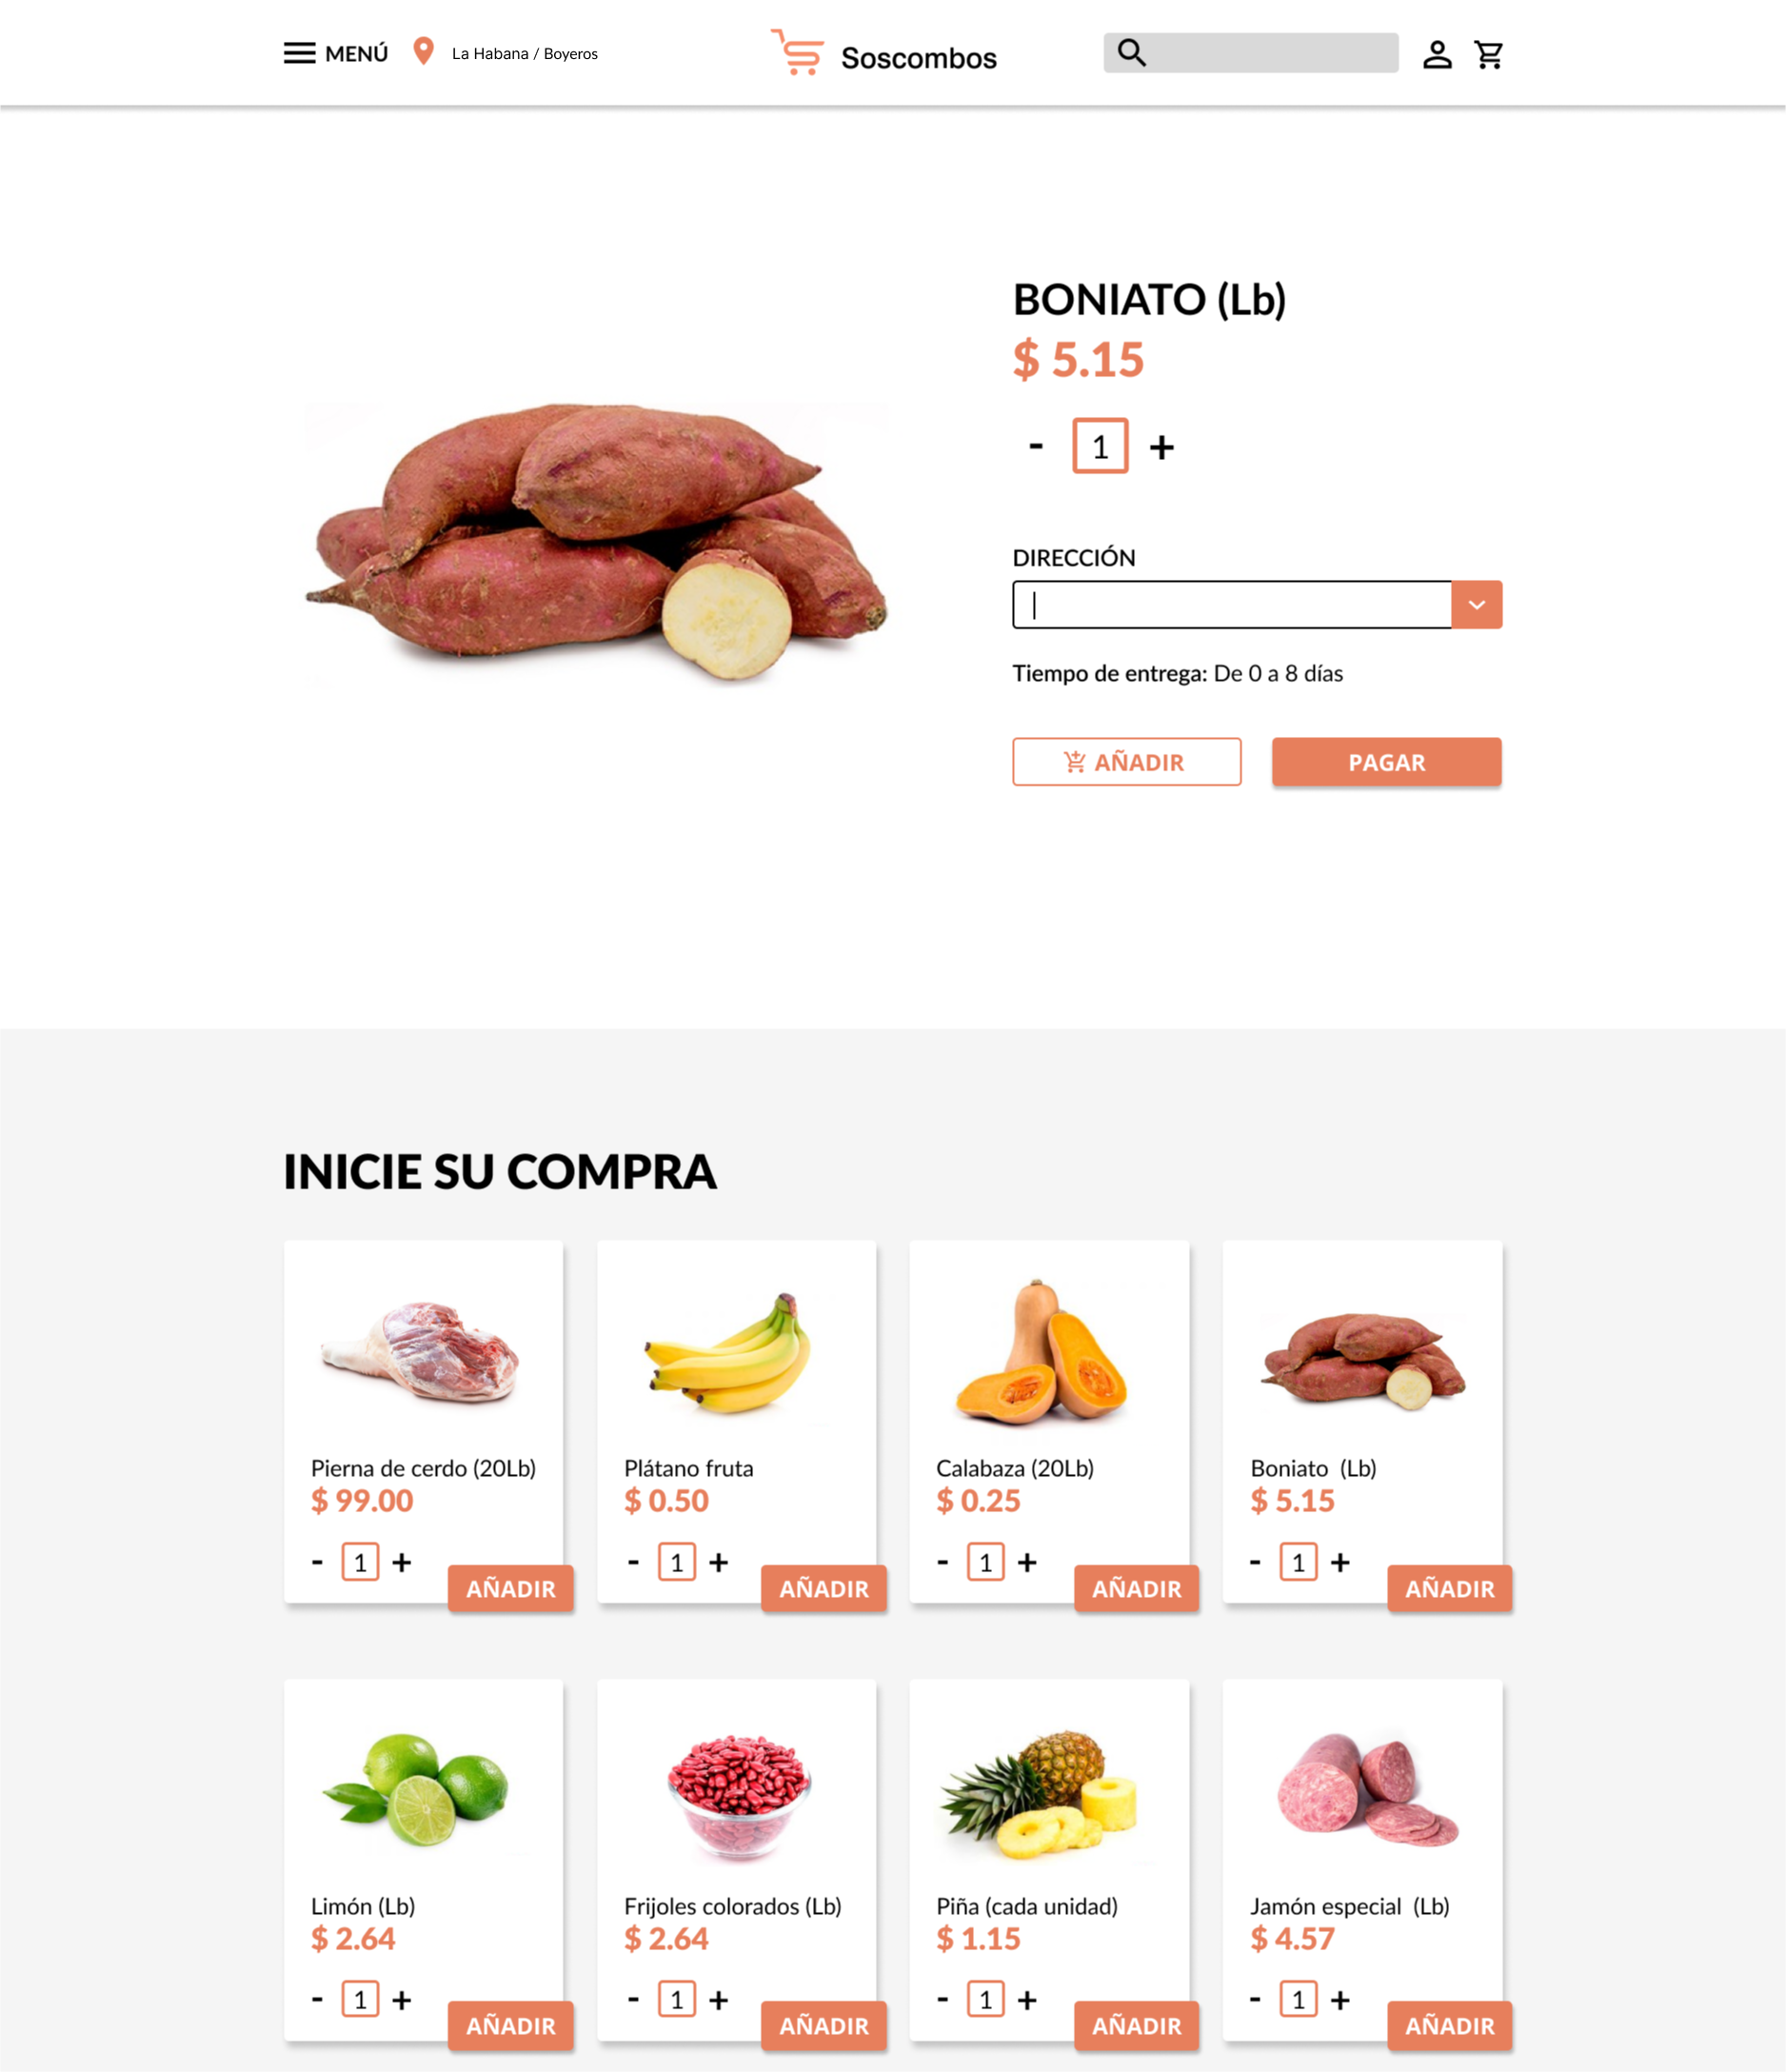 MENÚ
La Habana / Boyeros
Soscombos
BONIATO (Lb)
$ 5.15
- 1 +
DIRECCIÓN
Tiempo de entrega: De 0 a 8 días
AÑADIR
PAGAR
INICIE SU COMPRA
Pierna de cerdo (20Lb)
$ 99.00
- 1 +
AÑADIR
Plátano fruta
$ 0.50
- 1 +
AÑADIR
Calabaza (20Lb)
$ 0.25
- 1 +
AÑADIR
Boniato (Lb)
$ 5.15
- 1 +
AÑADIR
Limón (Lb)
$ 2.64
- 1 +
AÑADIR
Frijoles colorados (Lb)
$ 2.64
- 1 +
AÑADIR
Piña (cada unidad)
$ 1.15
- 1 +
AÑADIR
Jamón especial (Lb)
$ 4.57
- 1 +
AÑADIR